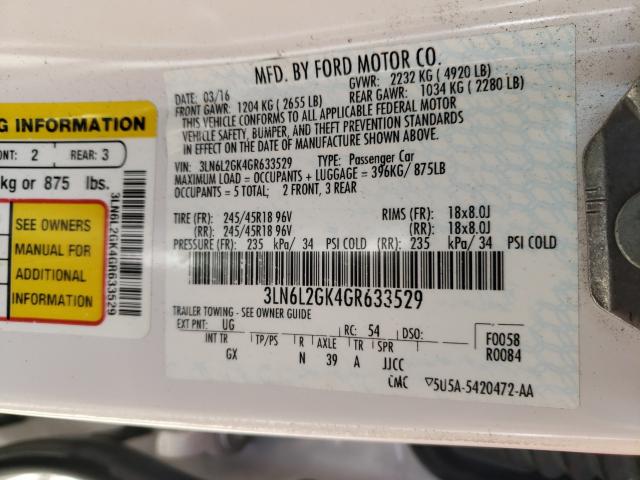 MFD. BY FORD MOTOR CO.
DATE: 03/16 GVWR: 2232 KG ( 4920 LB)
FRONT GAWR: 1204 KG ( 2655 LB) REAR GAWR: 1034 KG ( 2280 LB)
THIS VEHICLE CONFORMS TO ALL APPLICABLE FEDERAL MOTOR
VEHICLE SAFETY, BUMPER, AND THEFT PREVENTION STANDARDS
IN EFFECT ON THE DATE OF MANUFACTURE SHOWN ABOVE.
VIN: 3LN6L2GK4GR633529 TYPE: Passenger Car
MAXIMUM LOAD = OCCUPANTS + LUGGAGE = 396KG/ 875LB
OCCUPANTS = 5 TOTAL; 2 FRONT, 3 REAR
TIRE (FR): 245/45R18 96V RIMS (FR): 18x8.0J
(RR): 245/45R18 96V (RR): 18x8.0J
PRESSURE (FR): 235 kPa/ 34 PSI COLD (RR): 235 kPa/ 34 PSI COLD
3LN6L2GK4GR633529
TRAILER TOWING - SEE OWNER GUIDE
EXT PNT: UG RC: 54 DSO: F0058
INT TR TP/PS R AXLE TR SPR R0084
GX N 39 A JJCC
CMC ▽5U5A-5420472-AA
G INFORMATION
ONT: 2 REAR: 3
kg or 875 lbs.
SEE OWNERS
MANUAL FOR
ADDITIONAL
INFORMATION
3LN6L2GK4GR633529